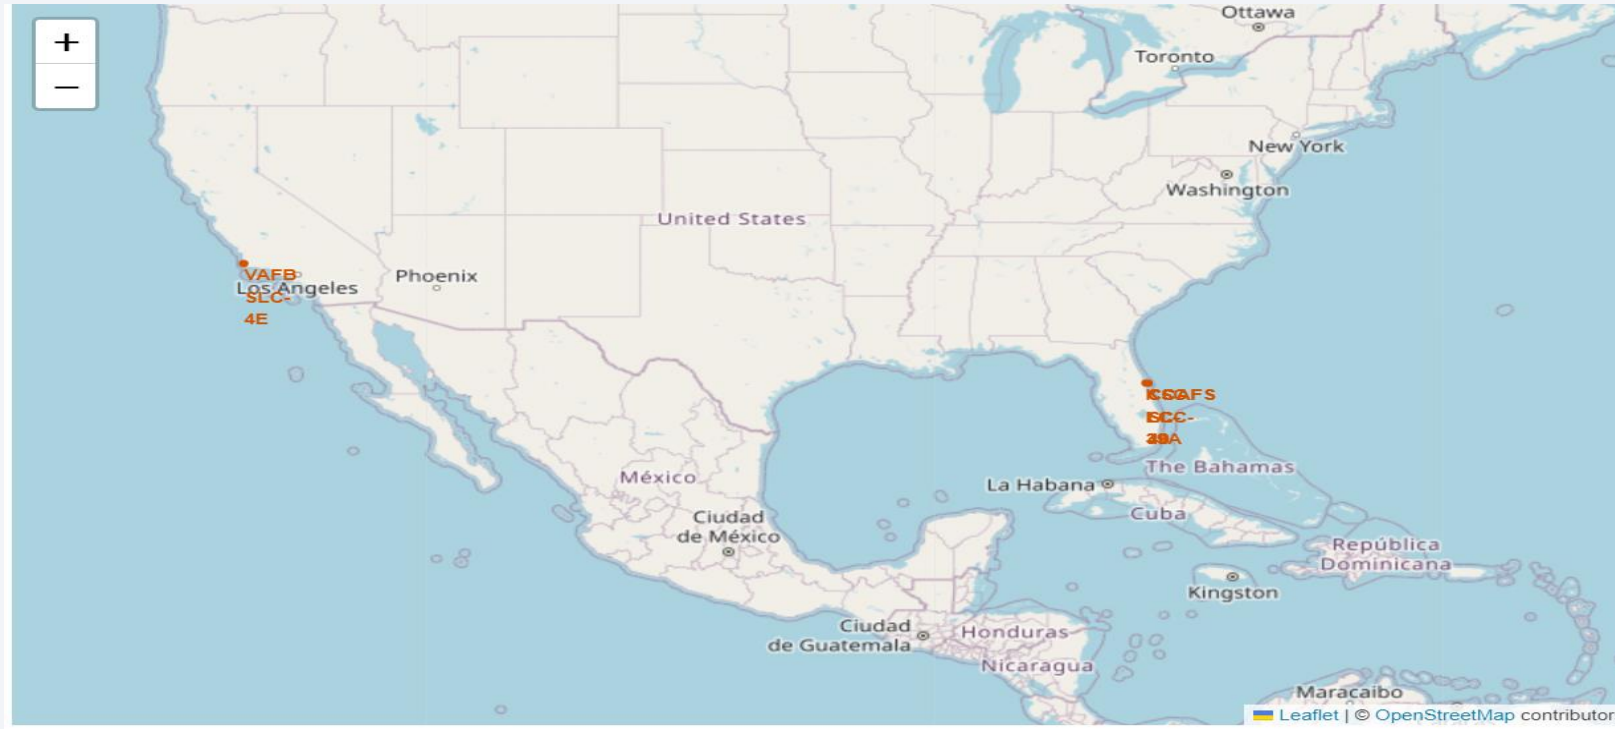 +
−
Ottawa
Toronto
New York
Washington
United States
VAFB
Los Angeles
SLC-
4E
Phoenix
The Bahamas
México
La Habana
Cuba
Ciudad
de México
República
Dominicana
Kingston
Ciudad
de Guatemala
Honduras
Nicaragua
Maracaibo
Leaflet | © OpenStreetMap contributor